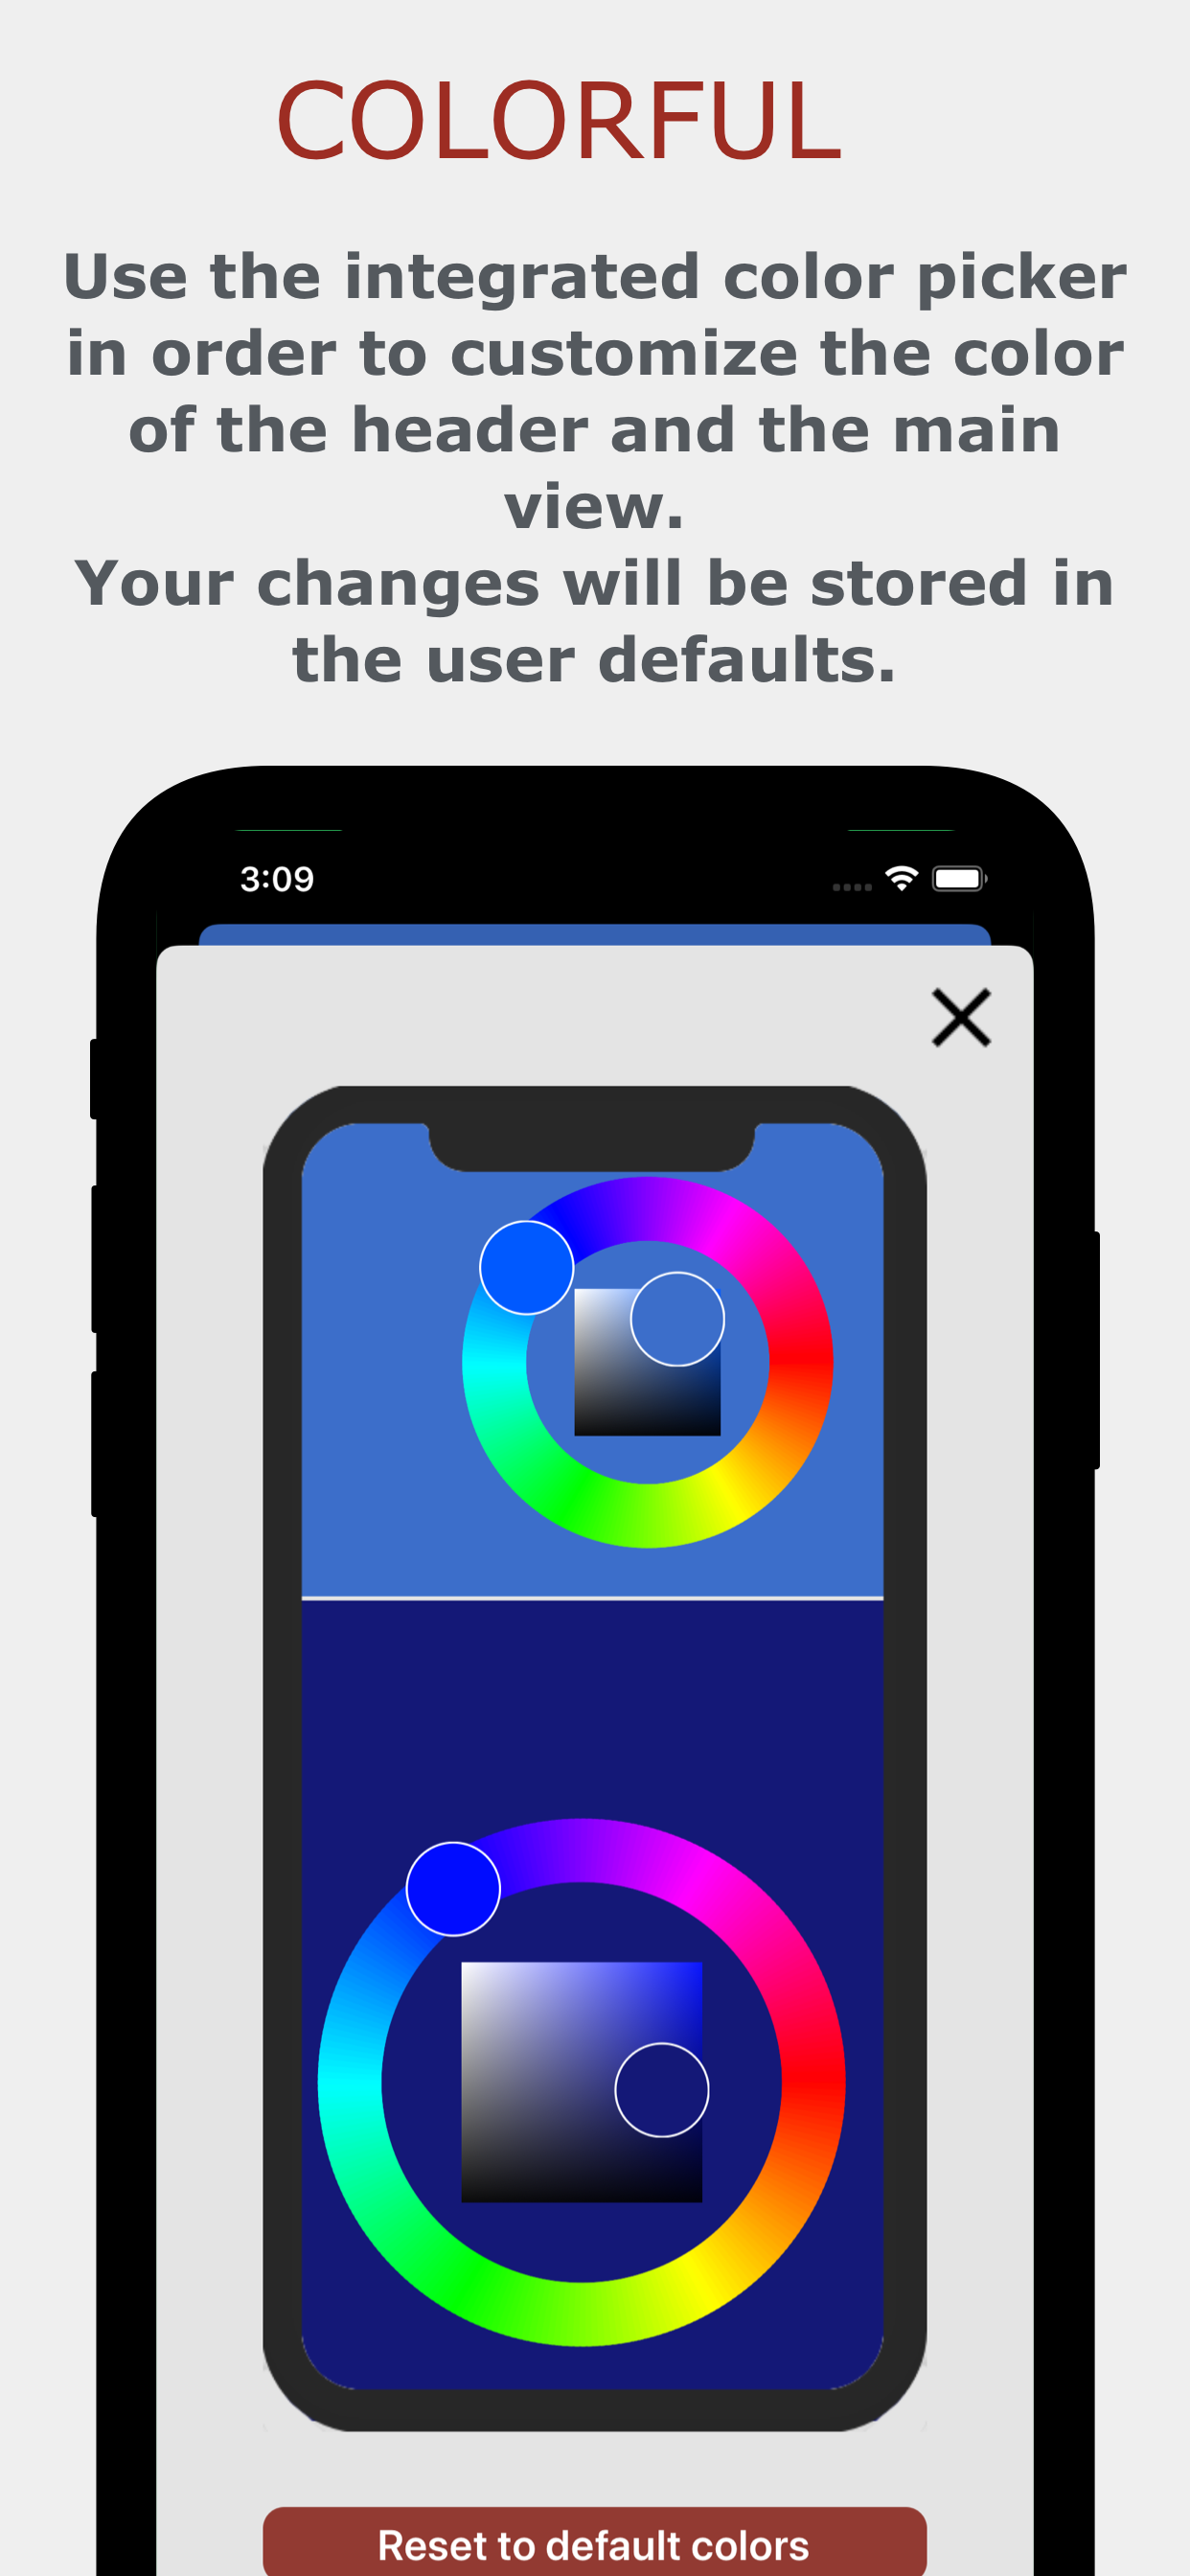 COLORFUL
Use the integrated color picker
in order to customize the color
of the header and the main
view.
Your changes will be stored in
the user defaults.
3:09
Reset to default colors